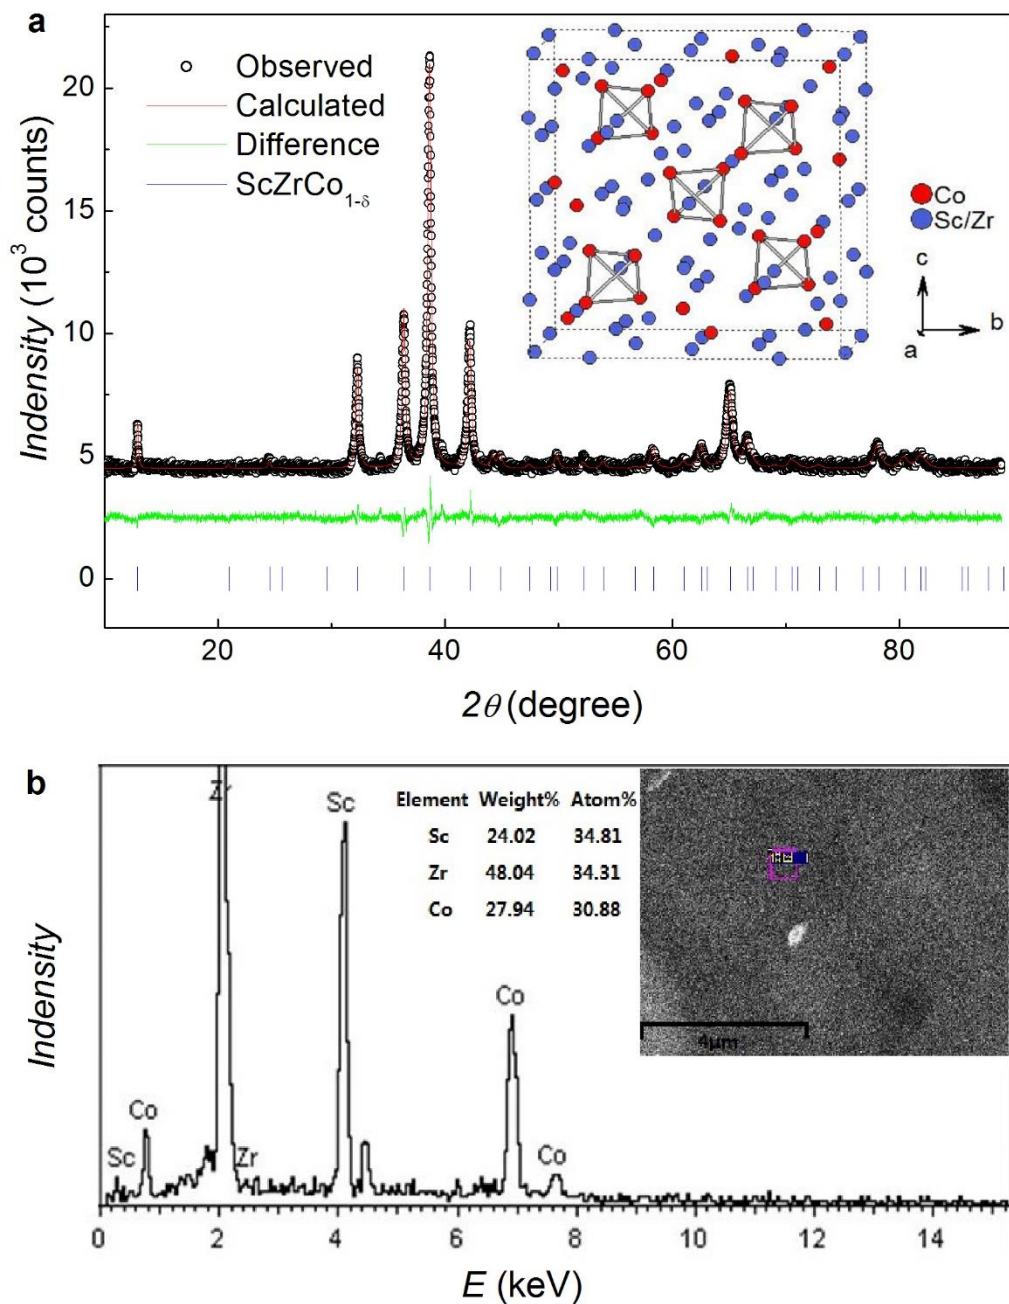 a
Observed
Calculated
Difference
ScZrCo1-δ
Co
Sc/Zr
c
b
a
20
15
10
5
0
Indensity (10³ counts)
20 40 60 80
2θ (degree)
b
Zr
Sc
Element Weight% Atom%
Sc 24.02 34.81
Zr 48.04 34.31
Co 27.94 30.88
4μm
Co
Co
Sc
Zr
Co
Indensity
0 2 4 6 8 10 12 14
E (keV)